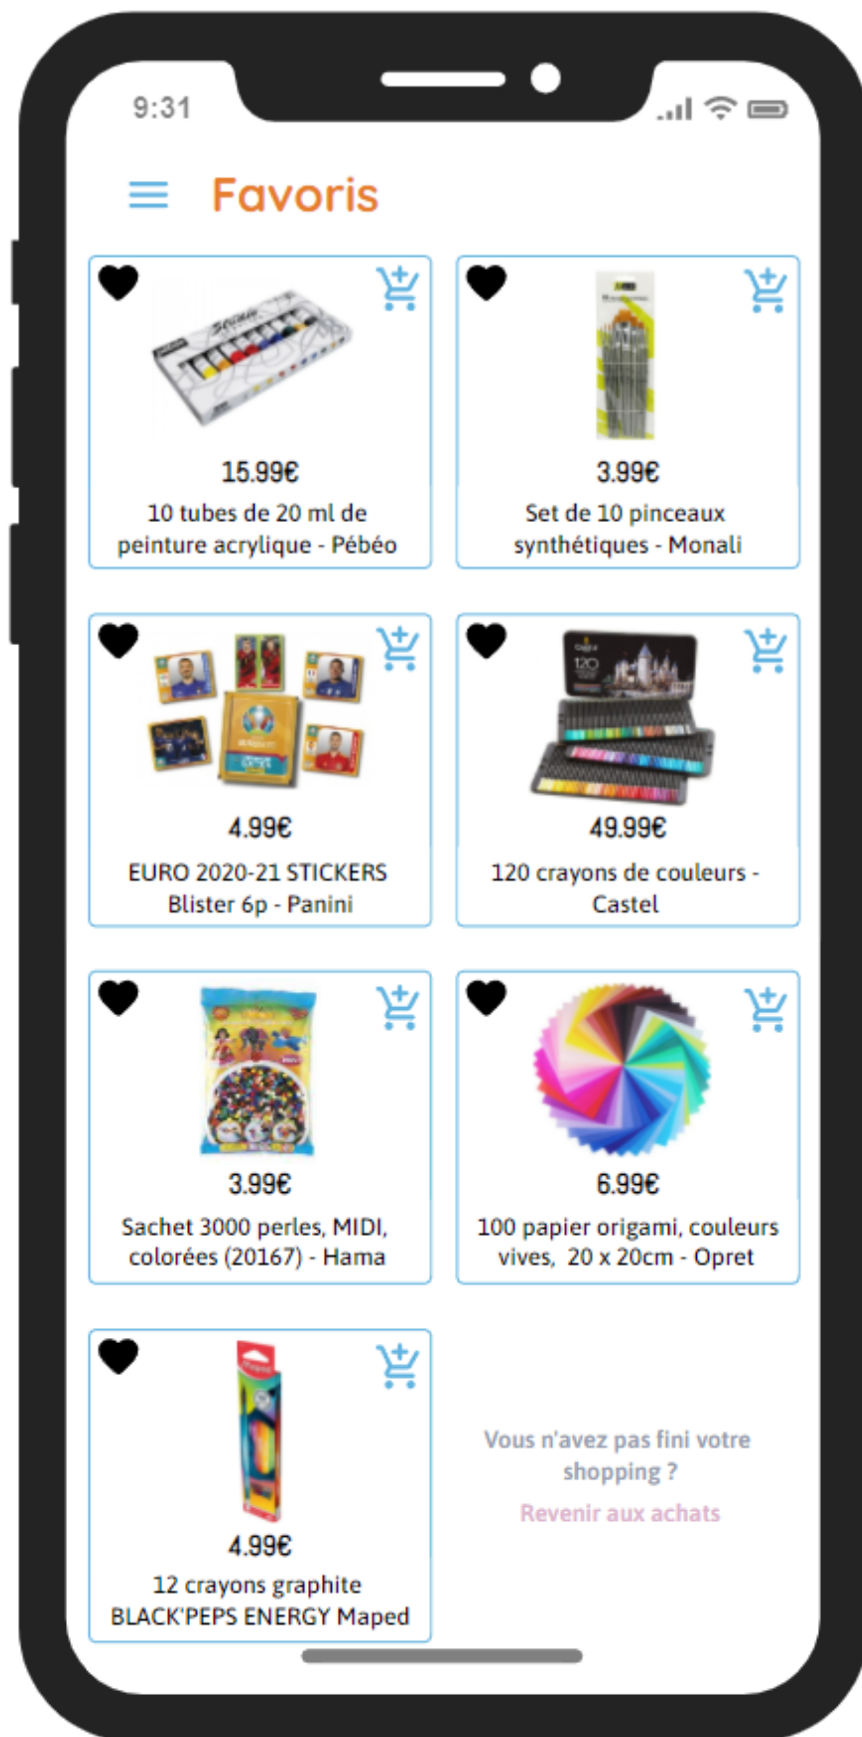 9:31
Favoris
15.99€
10 tubes de 20 ml de
peinture acrylique - Pébéo
3.99€
Set de 10 pinceaux
synthétiques - Monali
4.99€
EURO 2020-21 STICKERS
Blister 6p - Panini
120
49.99€
120 crayons de couleurs -
Castel
3.99€
Sachet 3000 perles, MIDI,
colorées (20167) - Hama
6.99€
100 papier origami, couleurs
vives,  20 x 20cm - Opret
4.99€
12 crayons graphite
BLACK'PEPS ENERGY Maped
Vous n'avez pas fini votre
shopping ?
Revenir aux achats